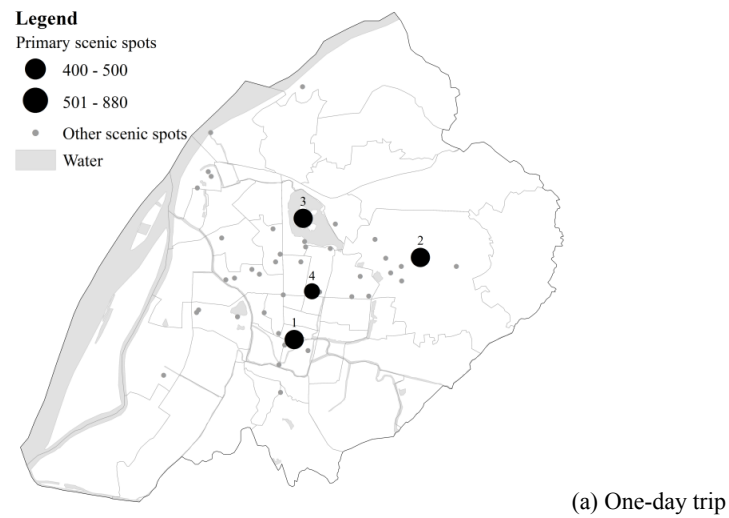 Legend
Primary scenic spots
400 - 500
501 - 880
Other scenic spots
Water
3
2
4
1
(a) One-day trip